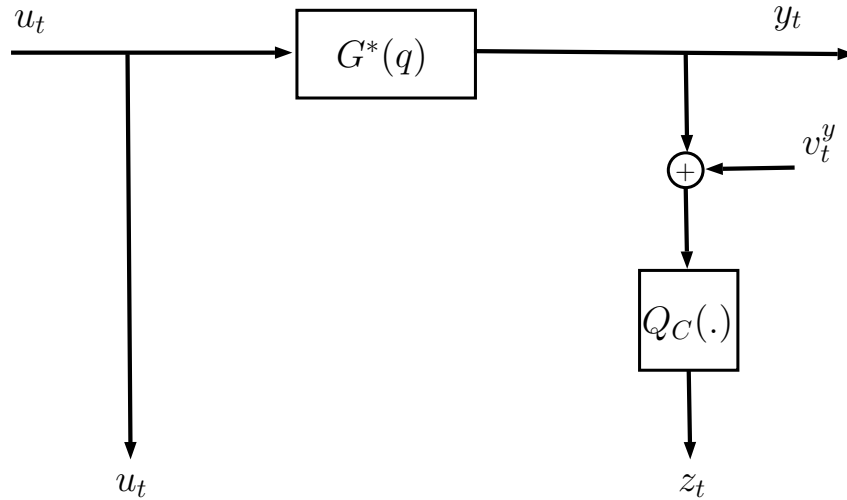 u_t
y_t
G^*(q)
v_t^y
+
Q_C(.)
u_t
z_t